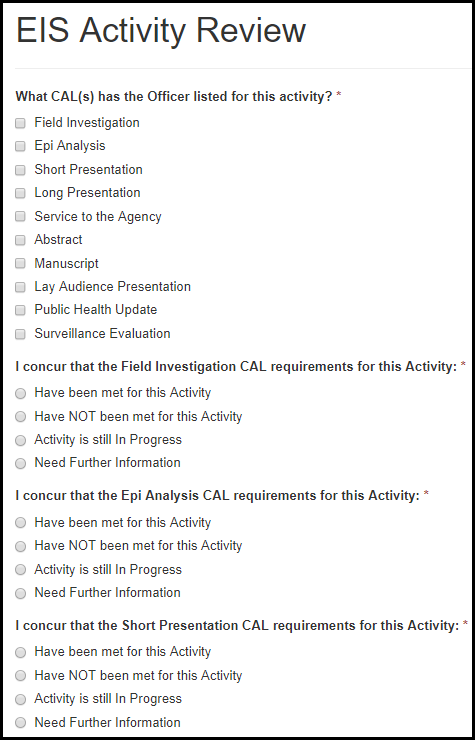 EIS Activity Review
What CAL(s) has the Officer listed for this activity? *
Field Investigation
Epi Analysis
Short Presentation
Long Presentation
Service to the Agency
Abstract
Manuscript
Lay Audience Presentation
Public Health Update
Surveillance Evaluation
I concur that the Field Investigation CAL requirements for this Activity: *
Have been met for this Activity
Have NOT been met for this Activity
Activity is still In Progress
Need Further Information
I concur that the Epi Analysis CAL requirements for this Activity: *
Have been met for this Activity
Have NOT been met for this Activity
Activity is still In Progress
Need Further Information
I concur that the Short Presentation CAL requirements for this Activity: *
Have been met for this Activity
Have NOT been met for this Activity
Activity is still In Progress
Need Further Information